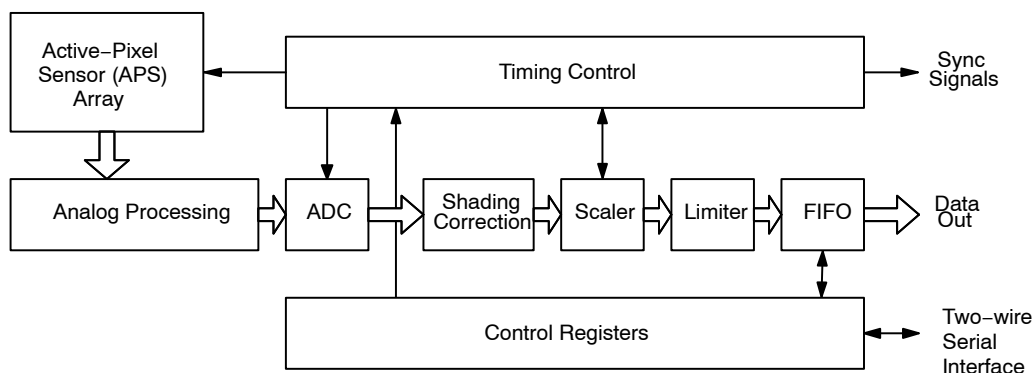 Active−Pixel
Sensor (APS)
Array
Timing Control
Sync
Signals
Analog Processing
ADC
Shading
Correction
Scaler
Limiter
FIFO
Data
Out
Control Registers
Two−wire
Serial
Interface